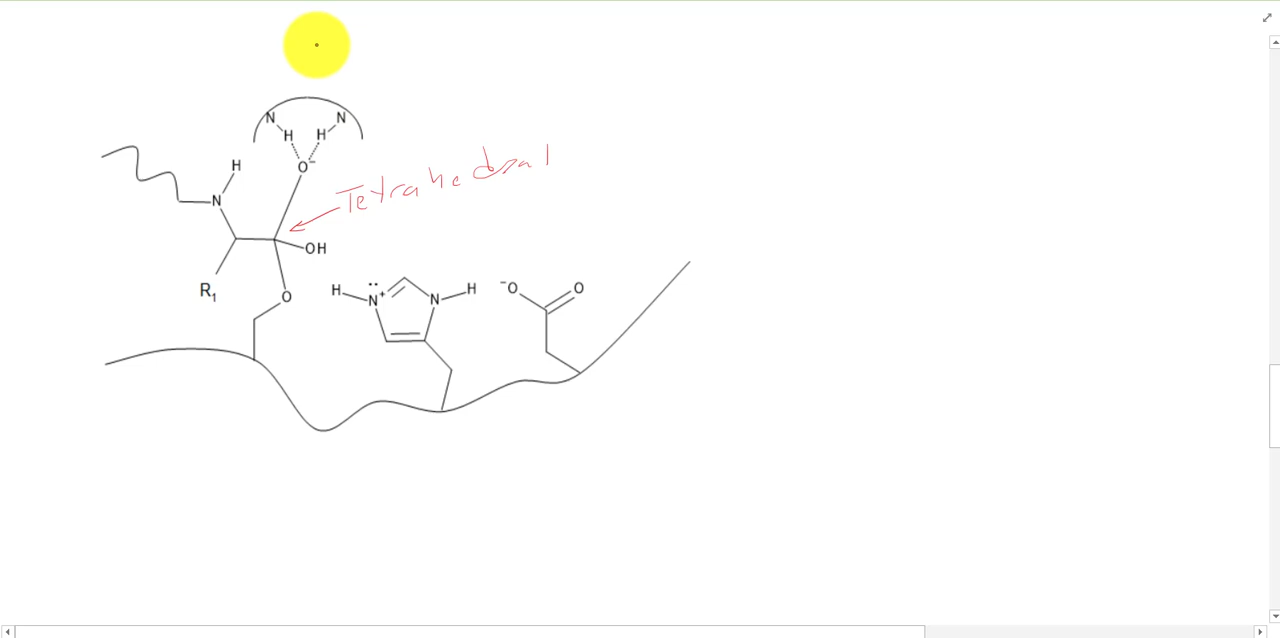 N N
H H
O⁻
H
N
Tetrahedral
OH
R₁
O
H N⁺ N H
⁻O O